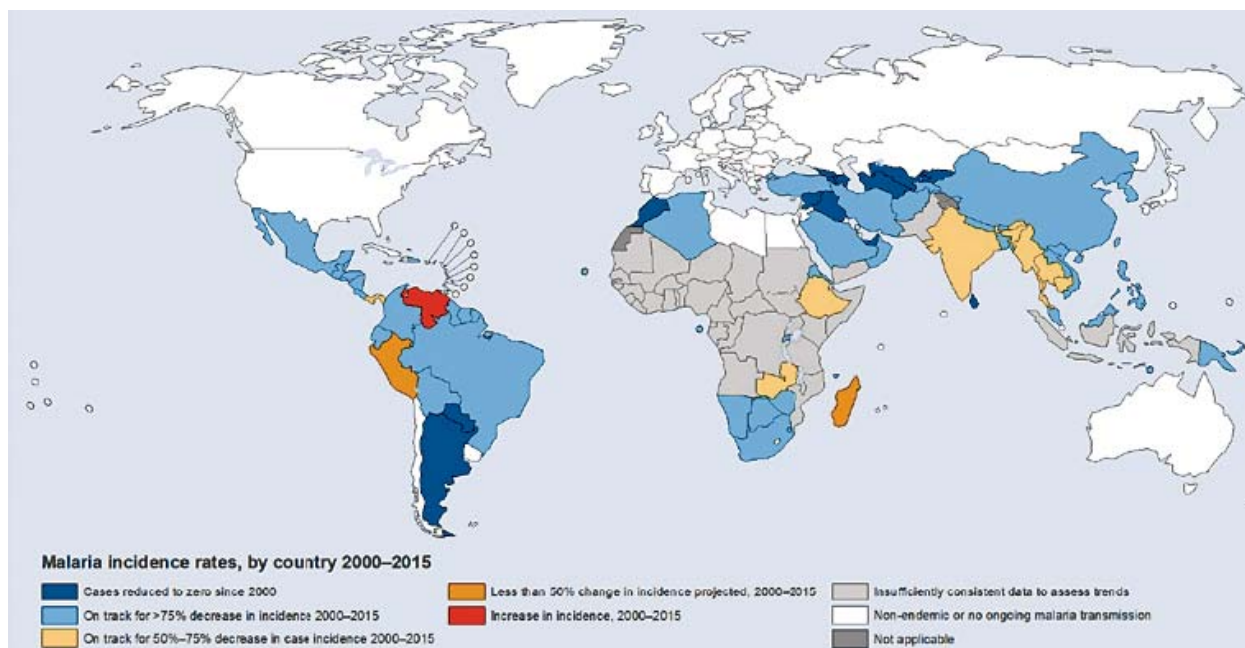 Malaria incidence rates, by country 2000–2015
Cases reduced to zero since 2000
On track for >75% decrease in incidence 2000–2015
On track for 50%–75% decrease in case incidence 2000–2015
Less than 50% change in incidence projected, 2000–2015
Increase in incidence, 2000–2015
Insufficiently consistent data to assess trends
Non-endemic or no ongoing malaria transmission
Not applicable